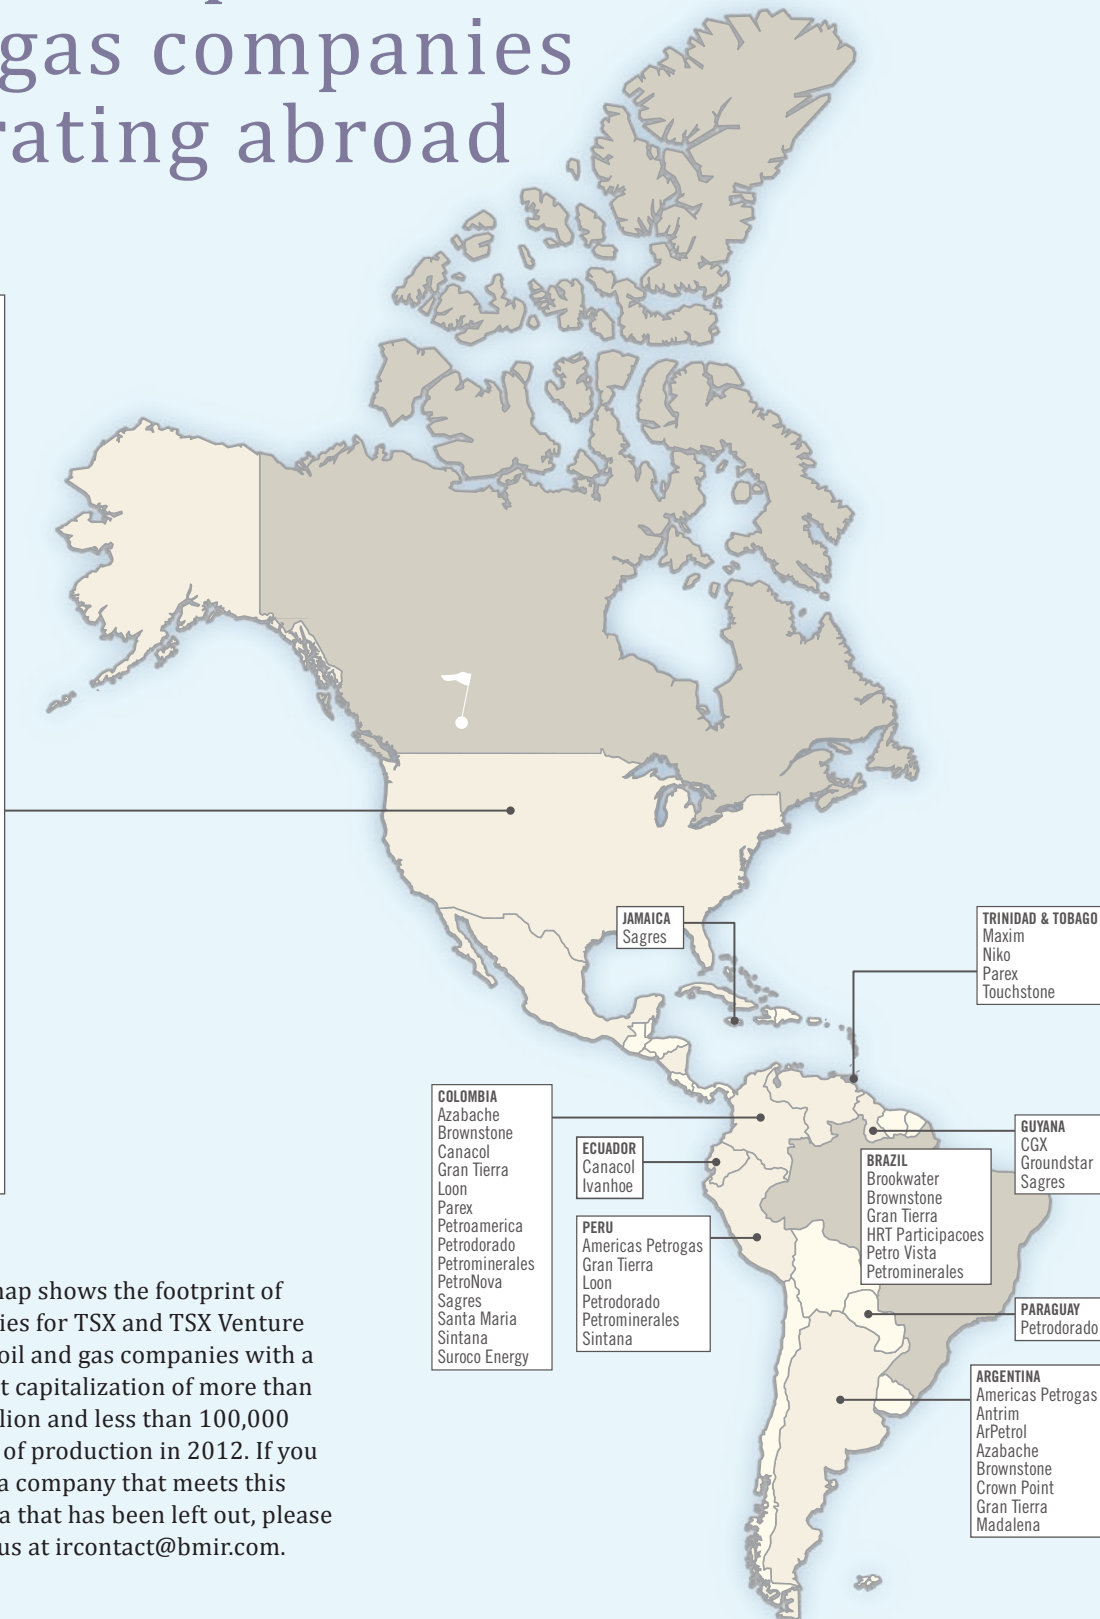 gas companies
rating abroad
JAMAICA
Sagres
TRINIDAD & TOBAGO
Maxim
Niko
Parex
Touchstone
COLOMBIA
Azabache
Brownstone
Canacol
Gran Tierra
Loon
Parex
Petroamerica
Petrodorado
Petrominerales
PetroNova
Sagres
Santa Maria
Sintana
Suroco Energy
ECUADOR
Canacol
Ivanhoe
PERU
Americas Petrogas
Gran Tierra
Loon
Petrodorado
Petrominerales
Sintana
BRAZIL
Brookwater
Brownstone
Gran Tierra
HRT Participacoes
Petro Vista
Petrominerales
GUYANA
CGX
Groundstar
Sagres
PARAGUAY
Petrodorado
ARGENTINA
Americas Petrogas
Antrim
ArPetrol
Azabache
Brownstone
Crown Point
Gran Tierra
Madalena
ap shows the footprint of
ies for TSX and TSX Venture
oil and gas companies with a
t capitalization of more than
lion and less than 100,000
of production in 2012. If you
a company that meets this
a that has been left out, please
us at ircontact@bmir.com.